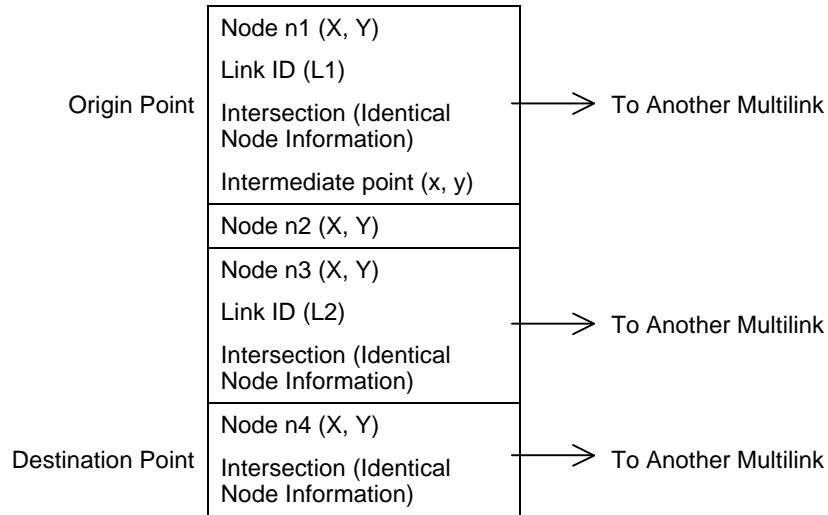 Node n1 (X, Y)
Link ID (L1)
Origin Point
Intersection (Identical
Node Information)
To Another Multilink
Intermediate point (x, y)
Node n2 (X, Y)
Node n3 (X, Y)
Link ID (L2)
To Another Multilink
Intersection (Identical
Node Information)
Node n4 (X, Y)
Destination Point
Intersection (Identical
Node Information)
To Another Multilink